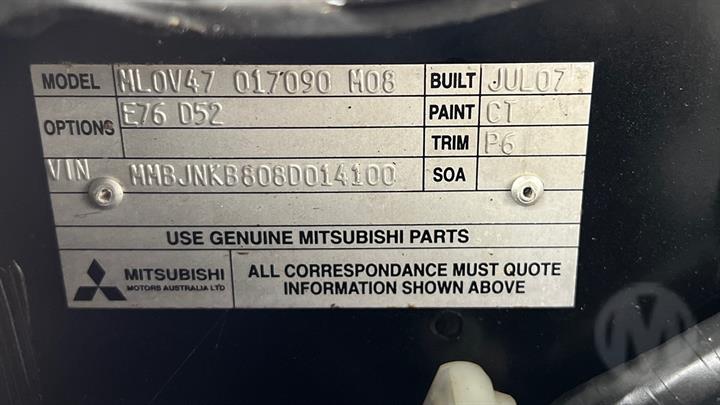 MODEL ML0V47 017090 M08 BUILT JUL07
OPTIONS E76 D52 PAINT CT
TRIM P6
VIN MMBJNKB808D014100 SOA
USE GENUINE MITSUBISHI PARTS
MITSUBISHI
MOTORS AUSTRALIA LTD
ALL CORRESPONDANCE MUST QUOTE
INFORMATION SHOWN ABOVE
M